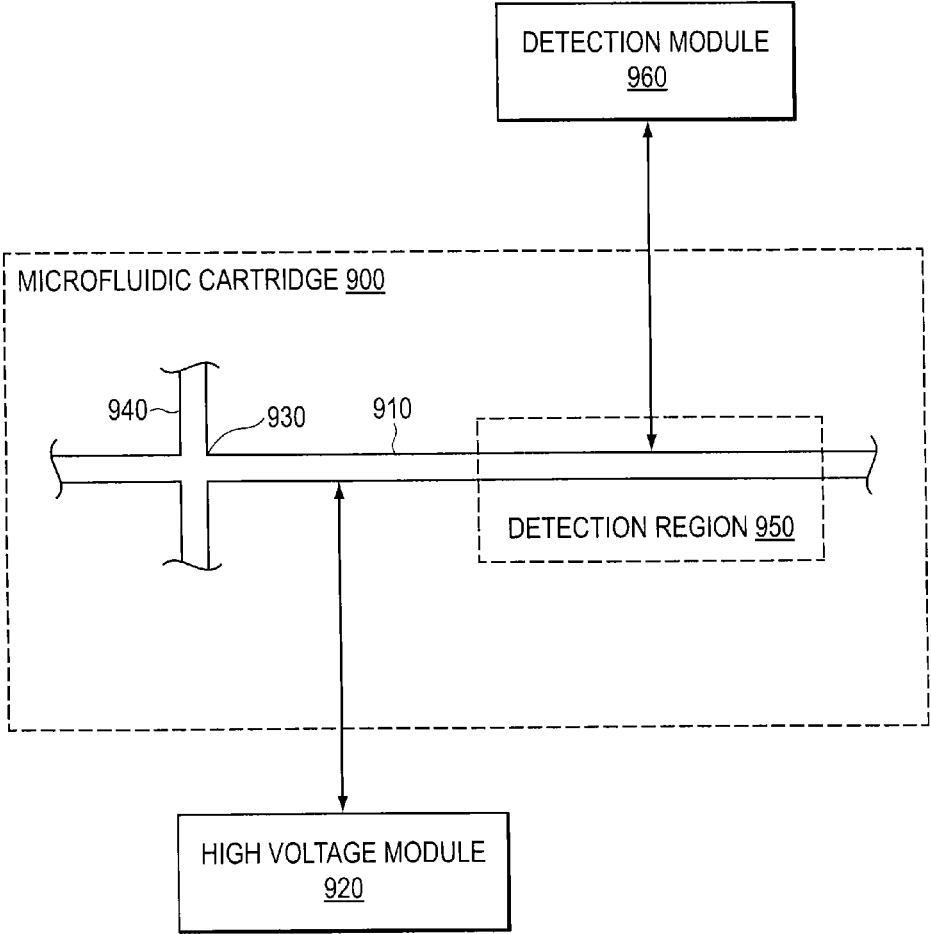 DETECTION MODULE
960
MICROFLUIDIC CARTRIDGE 900
940
930
910
DETECTION REGION 950
HIGH VOLTAGE MODULE
920